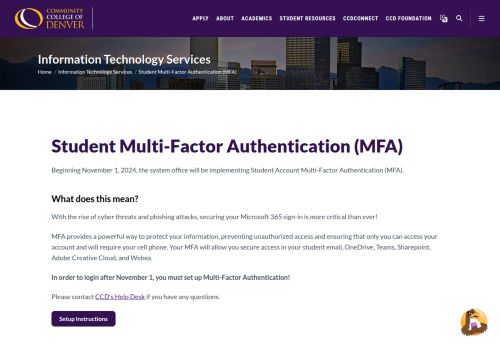 COMMUNITY
COLLEGE OF
DENVER
APPLY ABOUT ACADEMICS STUDENT RESOURCES CCDCONNECT CCD FOUNDATION
Information Technology Services
Home / Information Technology Services / Student Multi-Factor Authentication (MFA)
Student Multi-Factor Authentication (MFA)
Beginning November 1, 2024, the system office will be implementing Student Account Multi-Factor Authentication (MFA).
What does this mean?
With the rise of cyber threats and phishing attacks, securing your Microsoft 365 sign-in is more critical than ever!
MFA provides a powerful way to protect your information, preventing unauthorized access and ensuring that only you can access your
account and will require your cell phone. Your MFA will allow you secure access in your student email, OneDrive, Teams, Sharepoint,
Adobe Creative Cloud, and Webex.
In order to login after November 1, you must set up Multi-Factor Authentication!
Please contact CCD's Help Desk if you have any questions.
Setup Instructions